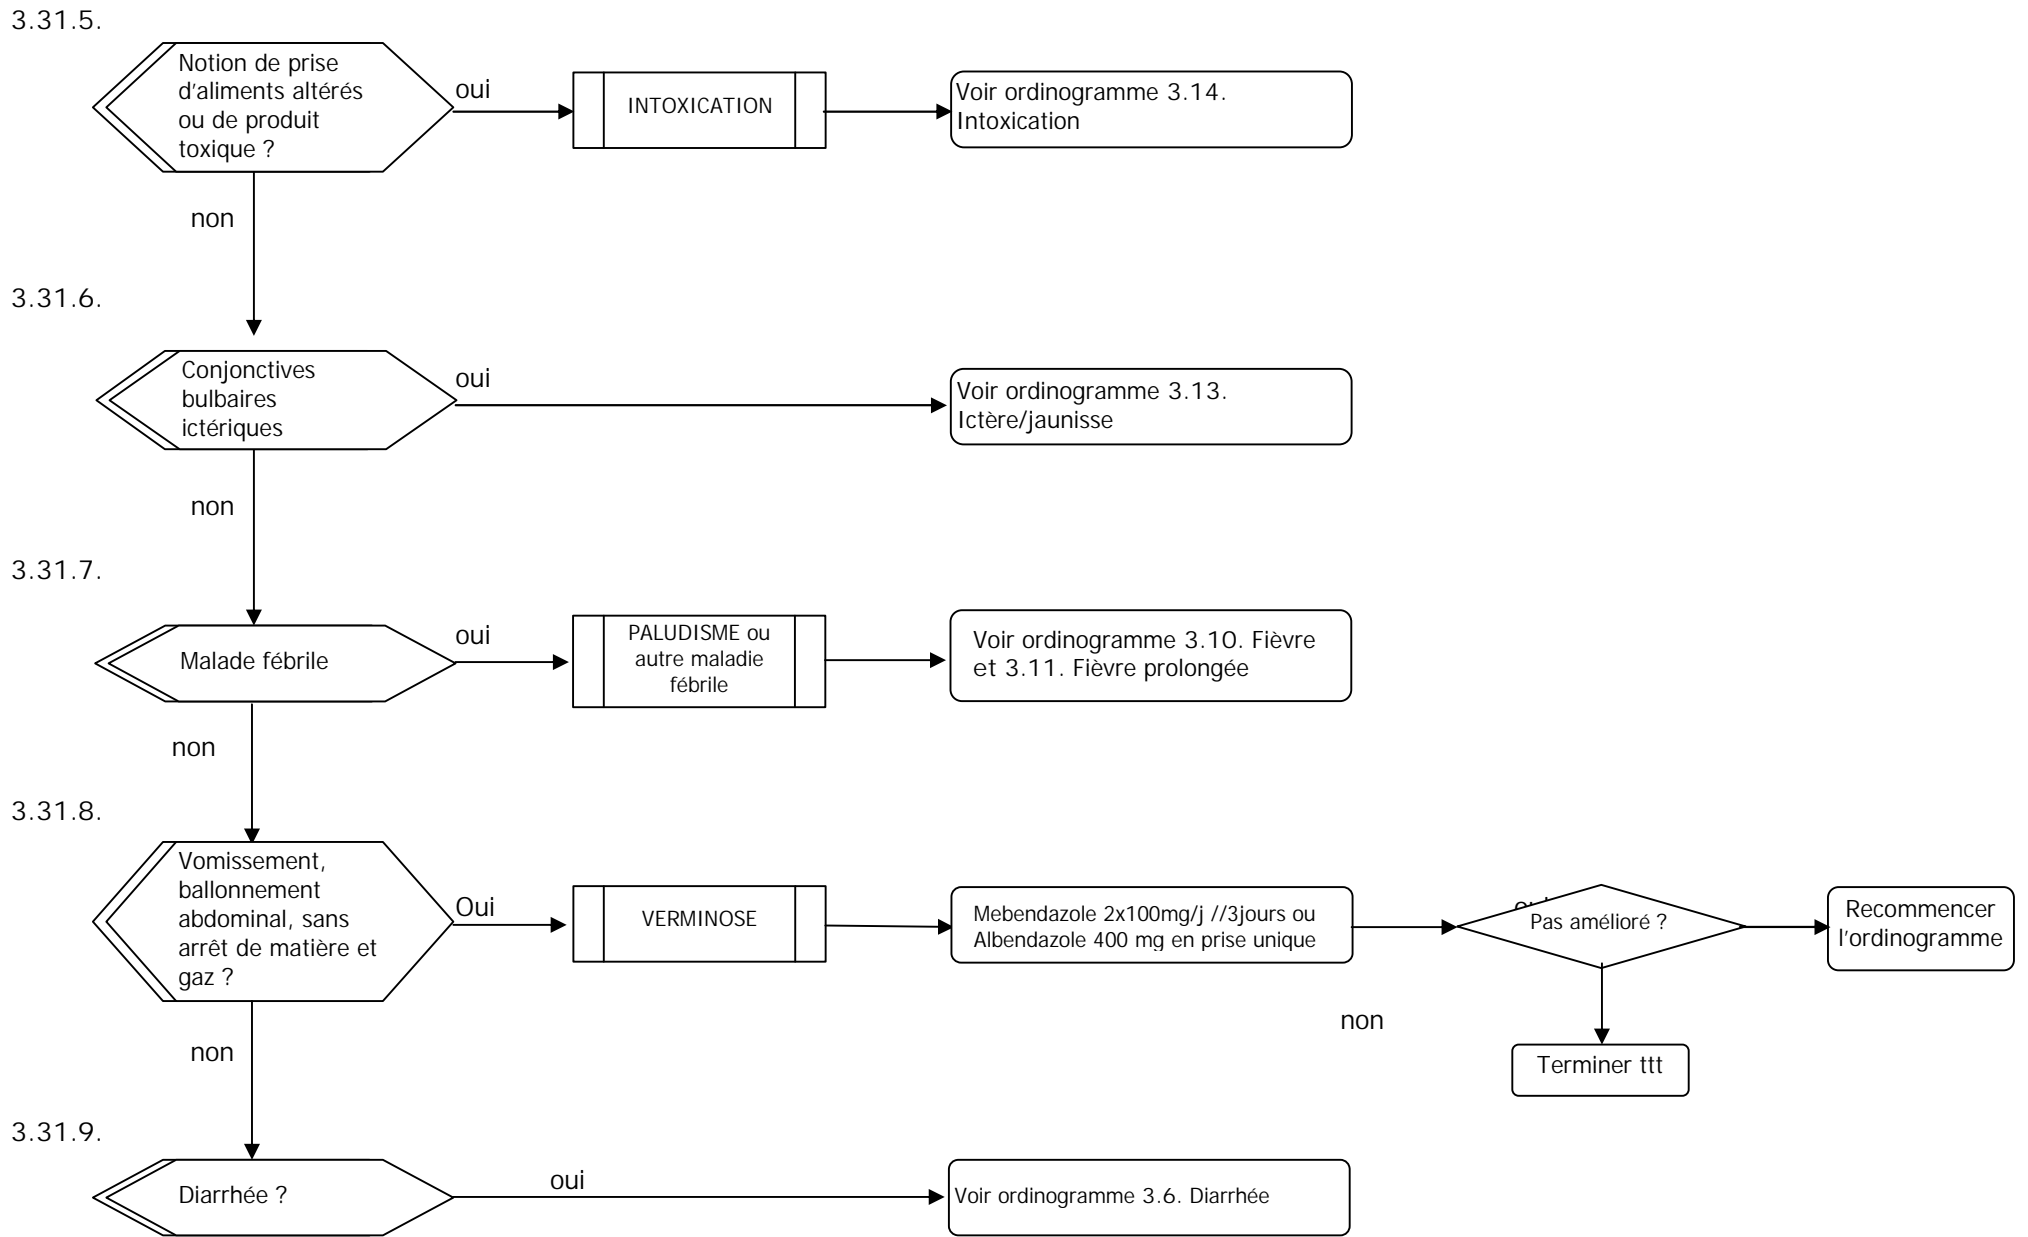 3.31.5.
Notion de prise
d'aliments altérés
ou de produit
toxique ?
oui
INTOXICATION
Voir ordinogramme 3.14.
Intoxication
non
3.31.6.
Conjonctives
bulbaires
ictériques
oui
Voir ordinogramme 3.13.
Ictère/jaunisse
non
3.31.7.
Malade fébrile
oui
PALUDISME ou
autre maladie
fébrile
Voir ordinogramme 3.10. Fièvre
et 3.11. Fièvre prolongée
non
3.31.8.
Vomissement,
ballonnement
abdominal, sans
arrêt de matière et
gaz ?
Oui
VERMINOSE
Mebendazole 2x100mg/j //3jours ou
Albendazole 400 mg en prise unique
Pas amélioré ?
Recommencer
l'ordinogramme
non
Terminer ttt
non
3.31.9.
Diarrhée ?
oui
Voir ordinogramme 3.6. Diarrhée